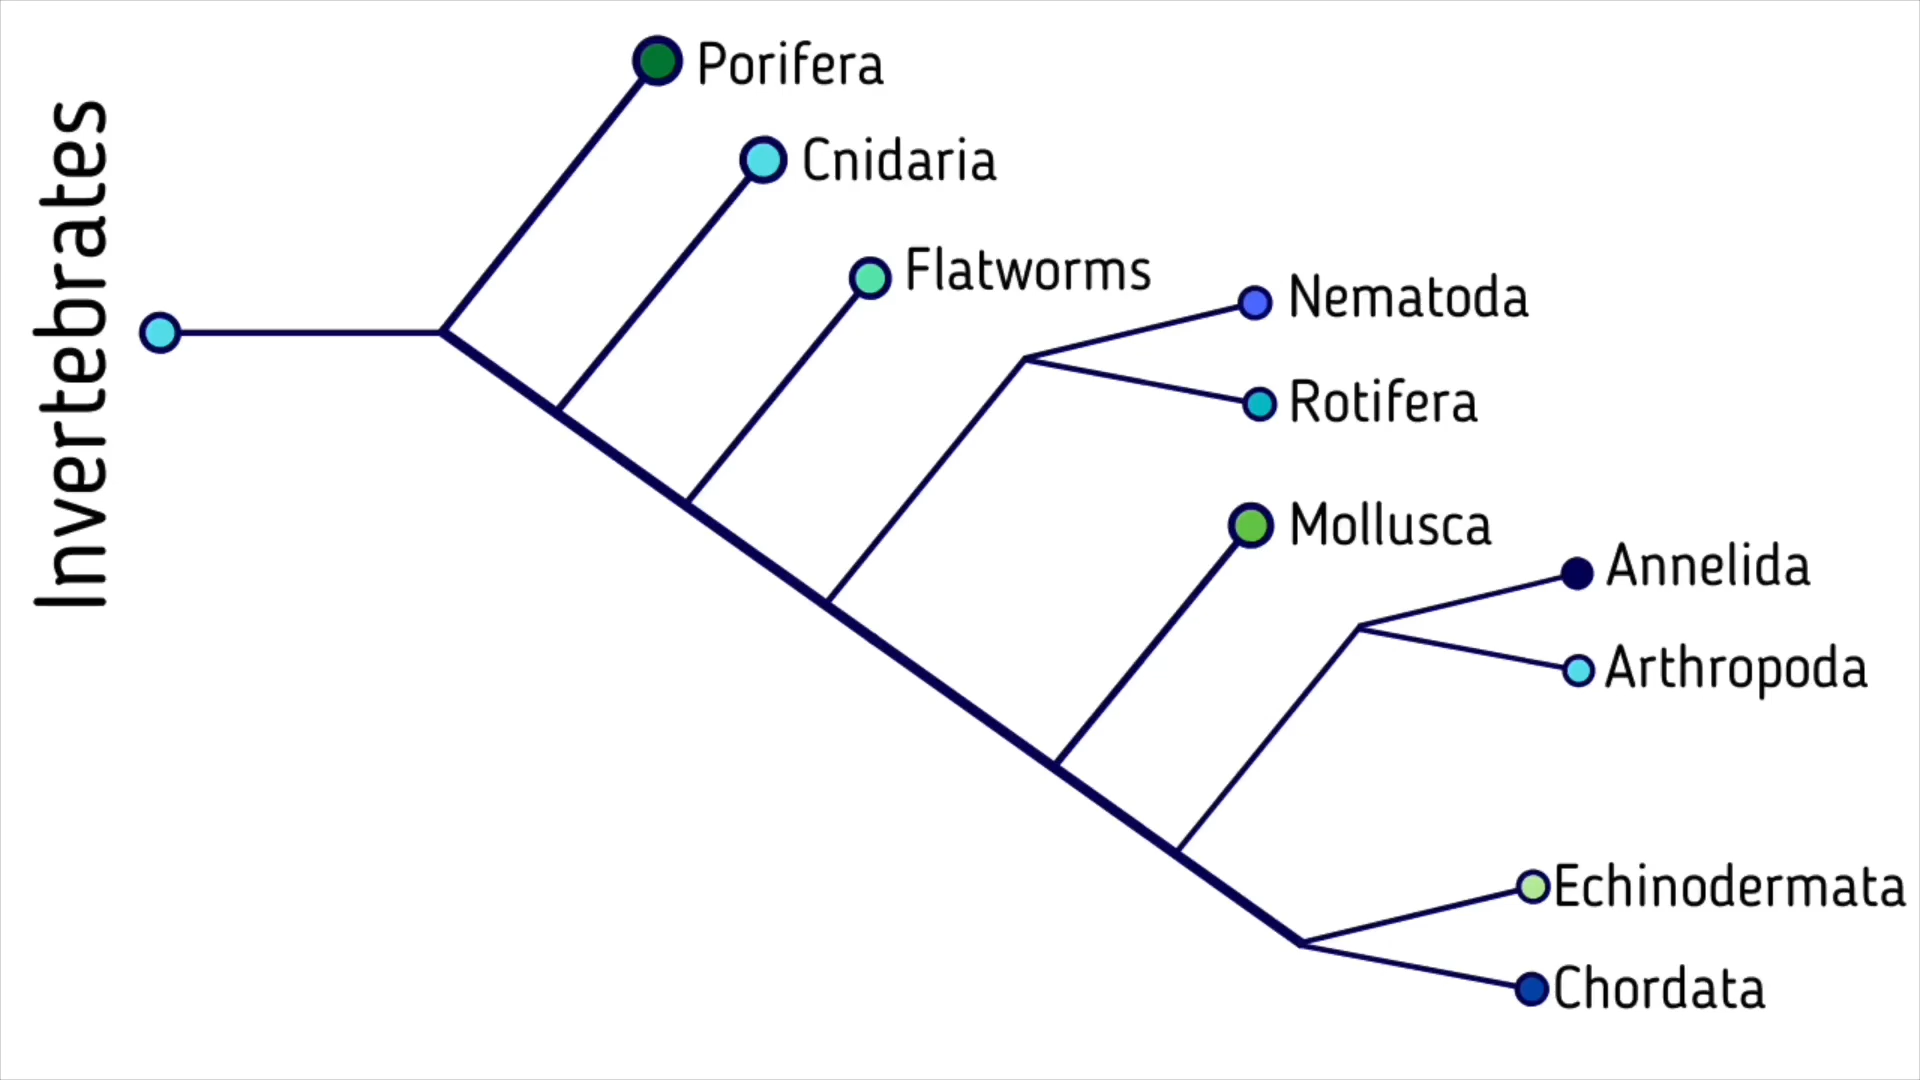 Invertebrates
Porifera
Cnidaria
Flatworms
Nematoda
Rotifera
Mollusca
Annelida
Arthropoda
Echinodermata
Chordata